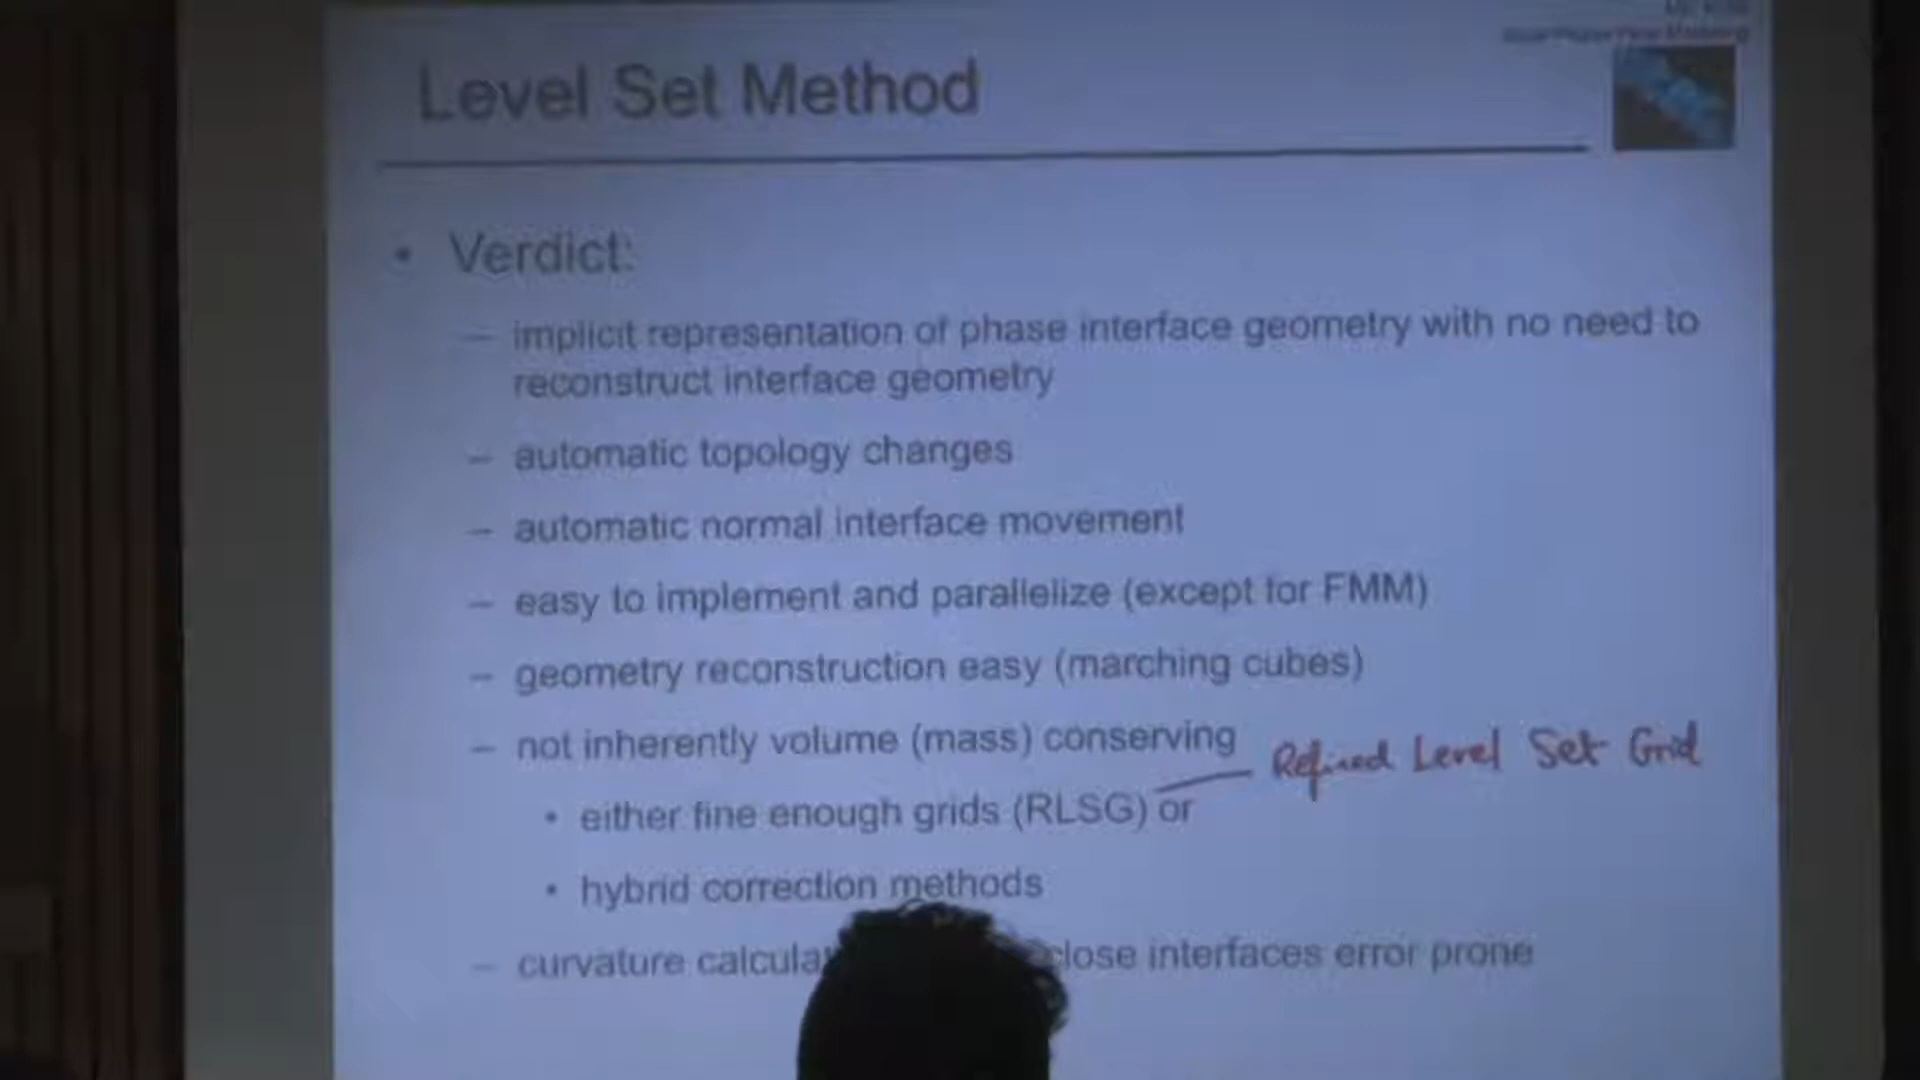 Level Set Method
• Verdict:
– implicit representation of phase interface geometry with no need to
reconstruct interface geometry
– automatic topology changes
– automatic normal interface movement
– easy to implement and parallelize (except for FMM)
– geometry reconstruction easy (marching cubes)
– not inherently volume (mass) conserving
Refined Level Set Grid
• either fine enough grids (RLSG) or
• hybrid correction methods
– curvature close interfaces error prone